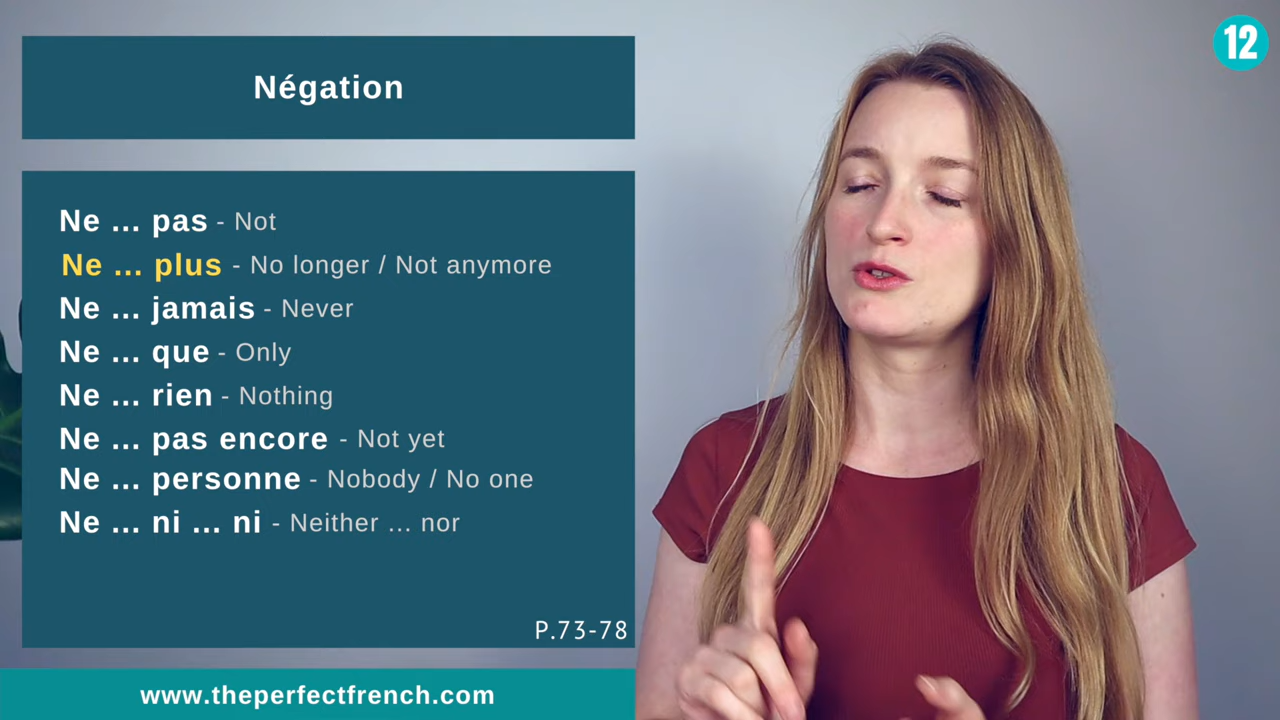 12
Négation
Ne ... pas - Not
Ne ... plus - No longer / Not anymore
Ne ... jamais - Never
Ne ... que - Only
Ne ... rien - Nothing
Ne ... pas encore - Not yet
Ne ... personne - Nobody / No one
Ne ... ni ... ni - Neither ... nor
P.73-78
www.theperfectfrench.com